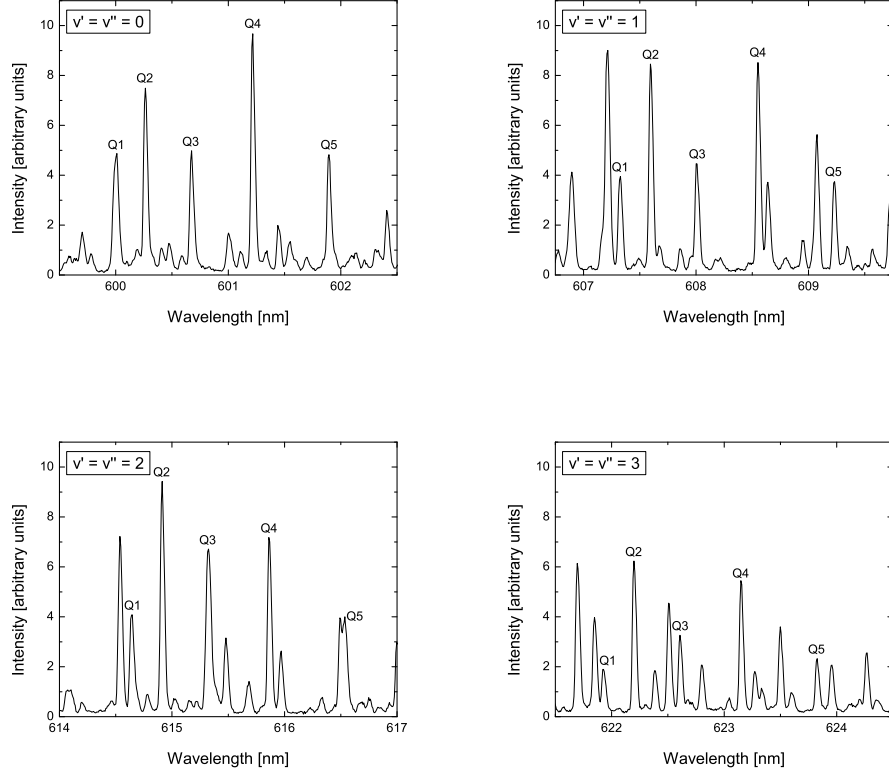 v' = v'' = 0
10
8
6
4
2
0
Intensity [arbitrary units]
Q1
Q2
Q3
Q4
Q5
600
601
602
Wavelength [nm]
v' = v'' = 1
10
8
6
4
2
0
Intensity [arbitrary units]
Q1
Q2
Q3
Q4
Q5
607
608
609
Wavelength [nm]
v' = v'' = 2
10
8
6
4
2
0
Intensity [arbitrary units]
Q1
Q2
Q3
Q4
Q5
614
615
616
617
Wavelength [nm]
v' = v'' = 3
10
8
6
4
2
0
Intensity [arbitrary units]
Q1
Q2
Q3
Q4
Q5
622
623
624
Wavelength [nm]